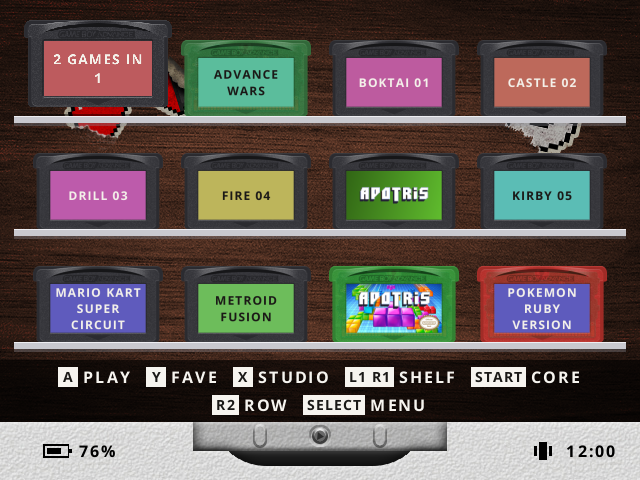 2 GAMES IN
1
ADVANCE
WARS
BOKTAI 01
CASTLE 02
DRILL 03
FIRE 04
APOTRIS
KIRBY 05
MARIO KART
SUPER
CIRCUIT
METROID
FUSION
APOTRIS
POKEMON
RUBY
VERSION
A PLAY Y FAVE X STUDIO L1 R1 SHELF START CORE
R2 ROW SELECT MENU
76% 12:00